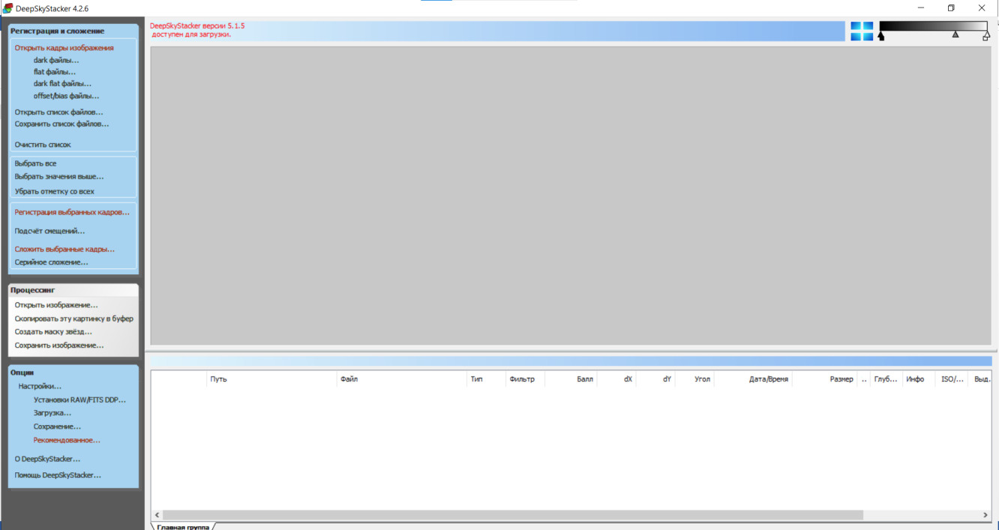 DeepSkyStacker 4.2.6
Регистрация и сложение
Открыть кадры изображения
dark файлы...
flat файлы...
dark flat файлы...
offset/bias файлы...
Открыть список файлов...
Сохранить список файлов...
Очистить список
Выбрать все
Выбрать значения выше...
Убрать отметку со всех
Регистрация выбранных кадров...
Подсчёт смещений...
Сложить выбранные кадры...
Серийное сложение...
Процессинг
Открыть изображение...
Скопировать эту картинку в буфер
Создать маску звёзд...
Сохранить изображение...
Опции
Настройки...
Установки RAW/FITS DDP...
Загрузка...
Сохранение...
Рекомендованное...
О DeepSkyStacker...
Помощь DeepSkyStacker...
DeepSkyStacker версии 5.1.5
доступен для загрузки.
Путь Файл Тип Фильтр Балл dX dY Угол Дата/Время Размер .. Глуб... Инфо ISO/... Выд.
Главная группа